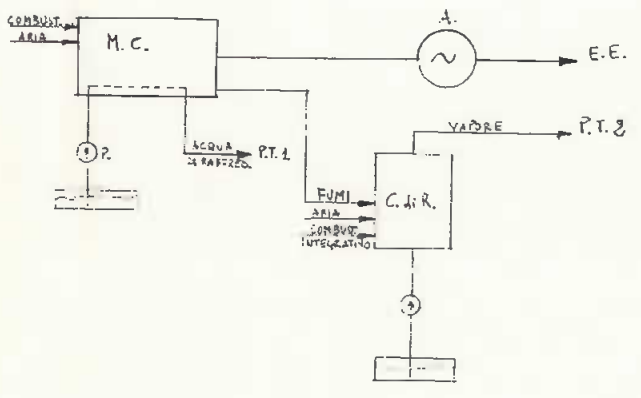 COMBUST.
ARIA
M.C.
A.
E.E.
P.
ACQUA
P.T.1
VAPORE
P.T.2
FUMI
ARIA
COMBUST.
INTEGRATIVO
C. di R.